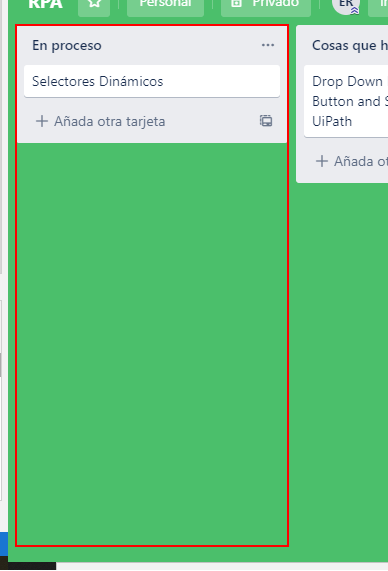 RPA
Personal
Privado
ER
En proceso
Selectores Dinámicos
Añada otra tarjeta
Cosas que h
Drop Down
Button and S
UiPath
Añada ot